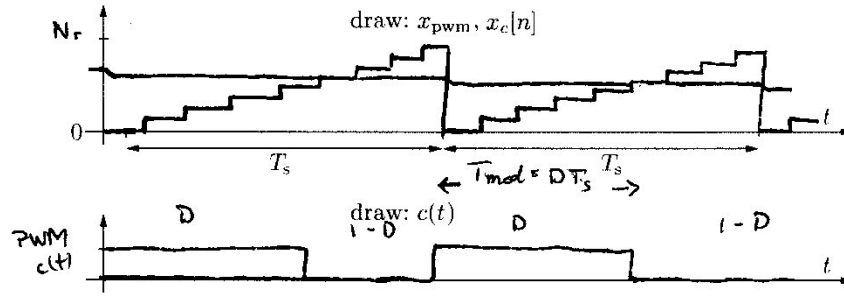 draw: x_pwm, x_c[n]
N_r
0
t
T_s
T_s
T_mod = D T_s
draw: c(t)
D
1-D
D
1-D
PWM
c(t)
t